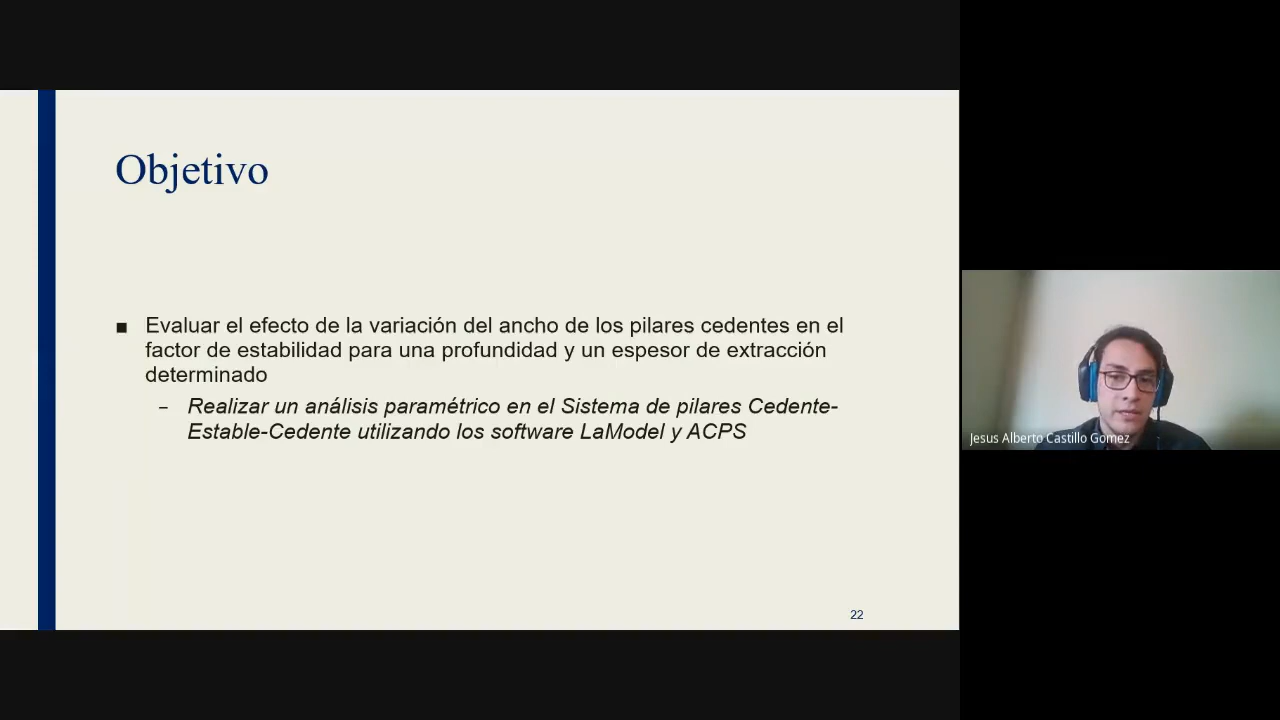 Objetivo
■ Evaluar el efecto de la variación del ancho de los pilares cedentes en el
factor de estabilidad para una profundidad y un espesor de extracción
determinado
– Realizar un análisis paramétrico en el Sistema de pilares Cedente-
Estable-Cedente utilizando los software LaModel y ACPS
22
Jesus Alberto Castillo Gomez